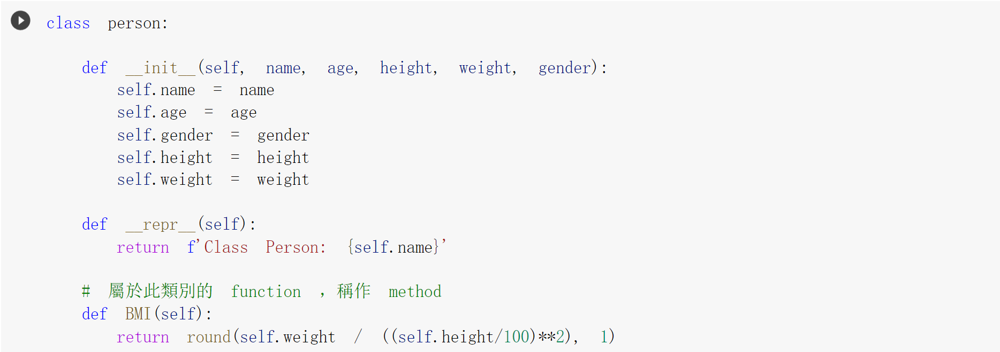 class person:
def __init__(self, name, age, height, weight, gender):
self.name = name
self.age = age
self.gender = gender
self.height = height
self.weight = weight
def __repr__(self):
return f'Class Person: {self.name}'
# 屬於此類別的 function ，稱作 method
def BMI(self):
return round(self.weight / ((self.height/100)**2), 1)